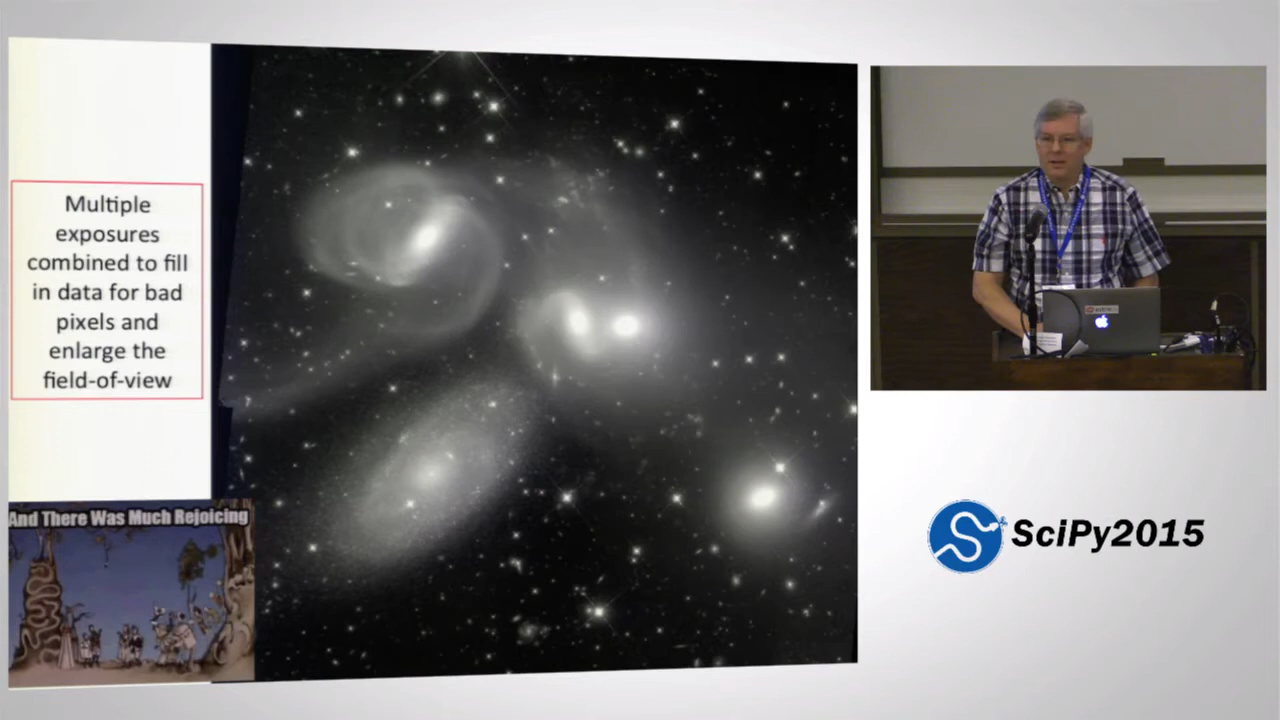 Multiple
exposures
combined to fill
in data for bad
pixels and
enlarge the
field-of-view
And There Was Much Rejoicing
SciPy2015